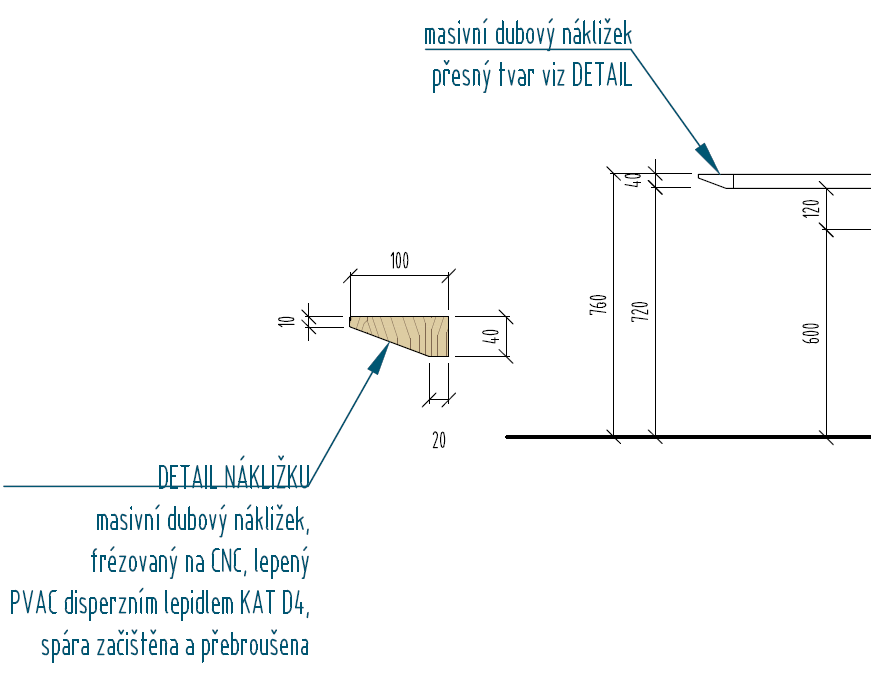 masivní dubový nákližek
přesný tvar viz DETAIL
40
120
100
10
40
760
720
600
20
DETAIL NÁKLIŽKU
masivní dubový nákližek,
frézovaný na CNC, lepený
PVAC disperzním lepidlem KAT D4,
spára začištěna a přebroušena